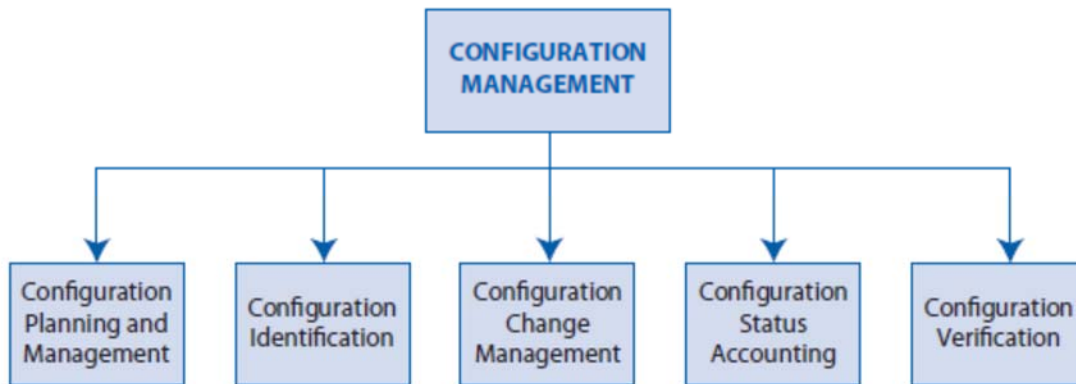 CONFIGURATION
MANAGEMENT
Configuration
Planning and
Management
Configuration
Identification
Configuration
Change
Management
Configuration
Status
Accounting
Configuration
Verification